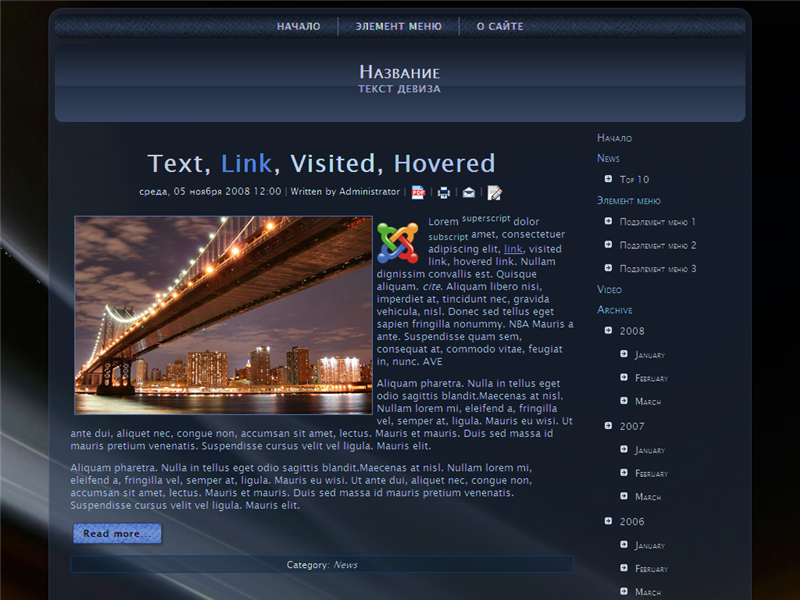 НАЧАЛО
ЭЛЕМЕНТ МЕНЮ
О САЙТЕ
Название
ТЕКСТ ДЕВИЗА
Text, Link, Visited, Hovered
среда, 05 ноября 2008 12:00 | Written by Administrator | PDF | | |
Lorem superscript dolor
subscript amet, consectetuer
adipiscing elit, link, visited
link, hovered link. Nullam
dignissim convallis est. Quisque
aliquam. cite. Aliquam libero nisi,
imperdiet at, tincidunt nec, gravida
vehicula, nisl. Donec sed tellus eget
sapien fringilla nonummy. NBA Mauris a
ante. Suspendisse quam sem,
consequat at, commodo vitae, feugiat
in, nunc. AVE
Aliquam pharetra. Nulla in tellus eget
odio sagittis blandit.Maecenas at nisl.
Nullam lorem mi, eleifend a, fringilla
vel, semper at, ligula. Mauris eu wisi. Ut
ante dui, aliquet nec, congue non, accumsan sit amet, lectus. Mauris et mauris. Duis sed massa id
mauris pretium venenatis. Suspendisse cursus velit vel ligula. Mauris elit.
Aliquam pharetra. Nulla in tellus eget odio sagittis blandit.Maecenas at nisl. Nullam lorem mi,
eleifend a, fringilla vel, semper at, ligula. Mauris eu wisi. Ut ante dui, aliquet nec, congue non,
accumsan sit amet, lectus. Mauris et mauris. Duis sed massa id mauris pretium venenatis.
Suspendisse cursus velit vel ligula. Mauris elit.
Read more...
Category: News
Начало
News
Top 10
Элемент меню
Подэлемент меню 1
Подэлемент меню 2
Подэлемент меню 3
Video
Archive
2008
January
February
March
2007
January
February
March
2006
January
February
March